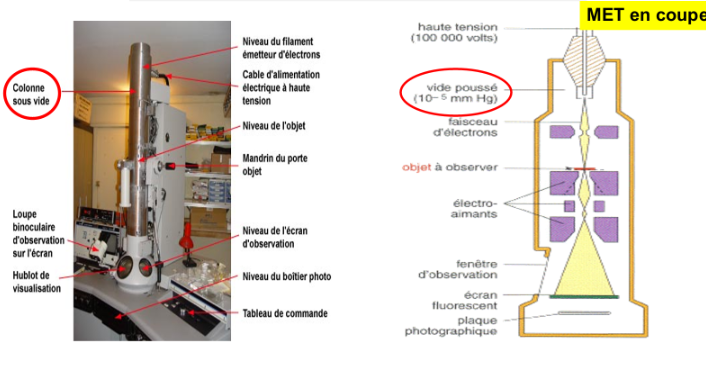 MET en coupe
Colonne
sous vide
Loupe
binoculaire
d'observation
sur l'écran
Hublot de
visualisation
Niveau du filament
émetteur d'électrons
Cable d'alimentation
électrique à haute
tension
Niveau de l'objet
Mandrin du porte
objet
Niveau de l'écran
d'observation
Niveau du boîtier photo
Tableau de commande
haute tension
(100 000 volts)
vide poussé
(10⁻⁵ mm Hg)
faisceau
d'électrons
objet à observer
électro-
aimants
fenêtre
d'observation
écran
fluorescent
plaque
photographique